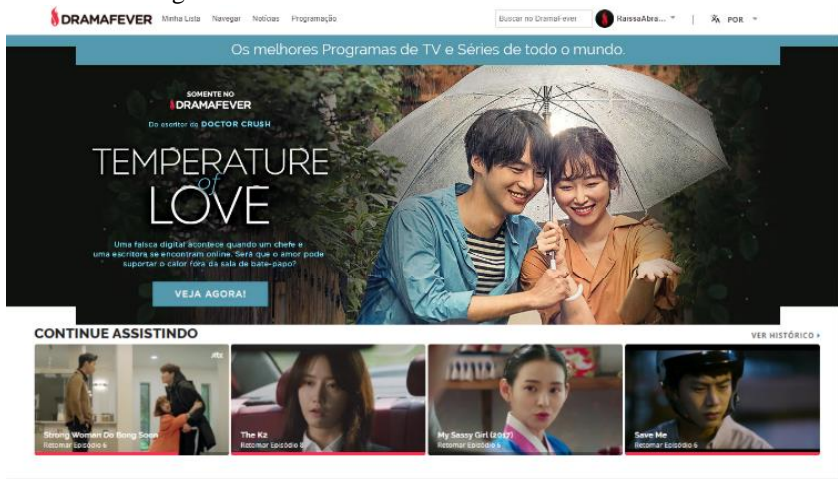 DRAMAFEVER Minha Lista Navegar Notícias Programação Buscar no DramaFever RaissaAbra... POR
Os melhores Programas de TV e Séries de todo o mundo.
SOMENTE NO
DRAMAFEVER
Do escritor de DOCTOR CRUSH
TEMPERATURE
of
LOVE
Uma faísca digital acontece quando um chefe e
uma escritora se encontram online. Será que o amor pode
suportar o calor fora da sala de bate-papo?
VEJA AGORA!
CONTINUE ASSISTINDO VER HISTÓRICO
jtbc
Strong Woman Do Bong Soon
Retomar Episódio 6
The K2
Retomar Episódio 8
My Sassy Girl (2017)
Retomar Episódio
Save Me
Retomar Episódio 6